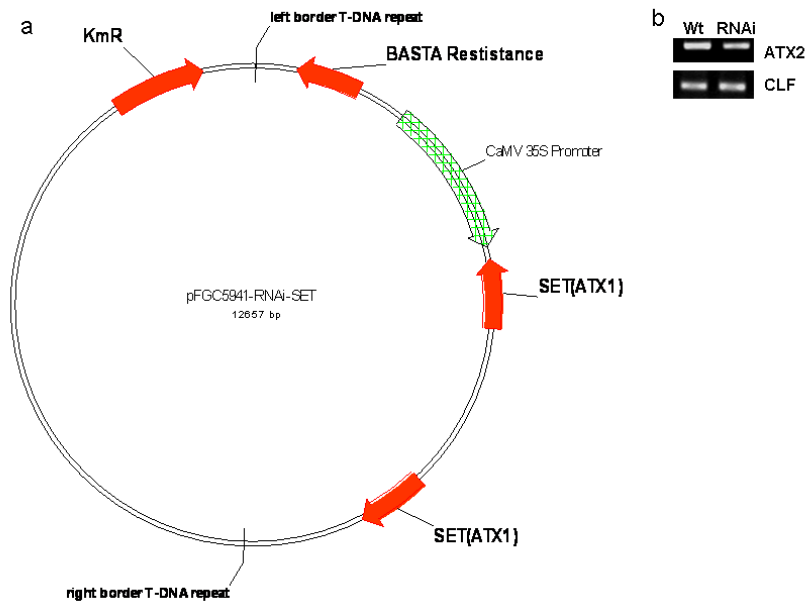 a
left border T-DNA repeat
KmR
BASTA Restistance
CaMV 35S Promoter
SET(ATX1)
pFGC5941-RNAi-SET
12657 bp
SET(ATX1)
right border T-DNA repeat
b
Wt RNAi
ATX2
CLF